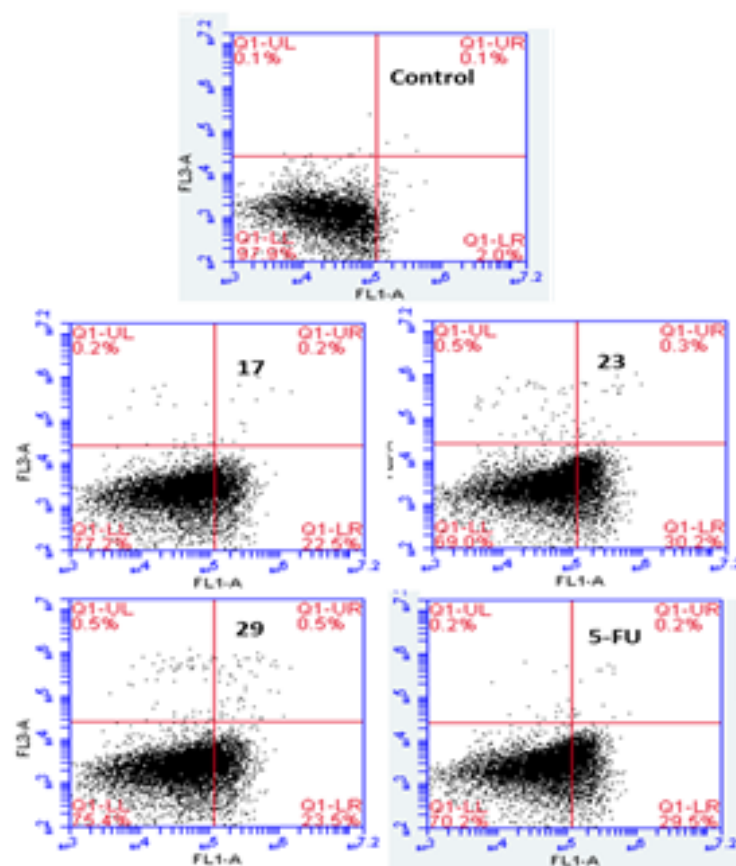 Q1-UL
0.1%
Q1-UR
0.1%
Control
FL3-A
Q1-LL
97.9%
Q1-LR
2.0%
FL1-A
Q1-UL
0.2%
Q1-UR
0.2%
17
FL3-A
Q1-LL
77.2%
Q1-LR
22.5%
FL1-A
Q1-UL
0.5%
Q1-UR
0.3%
23
Q1-LL
69.0%
Q1-LR
30.2%
FL1-A
Q1-UL
0.5%
Q1-UR
0.5%
29
FL3-A
Q1-LL
75.4%
Q1-LR
23.5%
FL1-A
Q1-UL
0.2%
Q1-UR
0.2%
5-FU
Q1-LL
70.2%
Q1-LR
29.5%
FL1-A